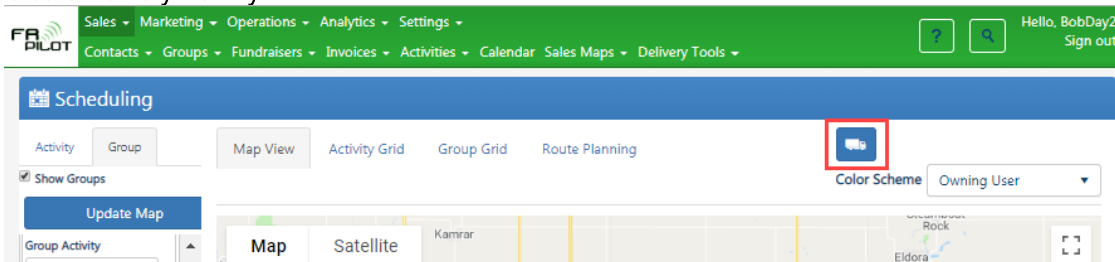 Sales Marketing Operations Analytics Settings
Hello, BobDay2
FR PILOT
Contacts Groups Fundraisers Invoices Activities Calendar Sales Maps Delivery Tools
?
Sign out
Scheduling
Activity Group
Map View Activity Grid Group Grid Route Planning
Show Groups
Color Scheme Owning User
Update Map
Group Activity
Map Satellite
Kamrar
Rock
Eldora